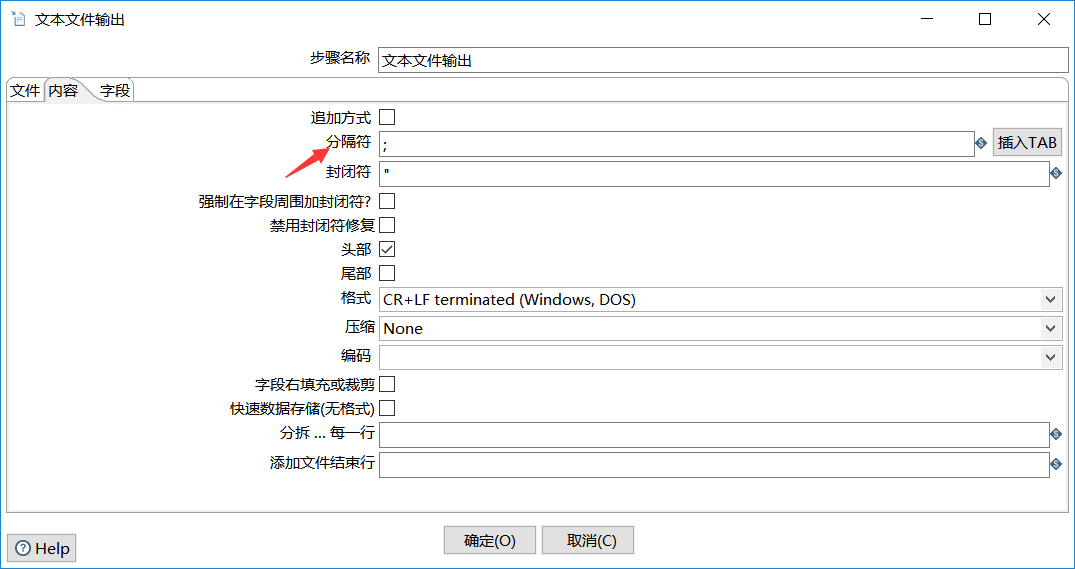 文本文件输出
步骤名称 文本文件输出
文件 内容 字段
追加方式
分隔符 ; 插入TAB
封闭符 "
强制在字段周围加封闭符?
禁用封闭符修复
头部
尾部
格式 CR+LF terminated (Windows, DOS)
压缩 None
编码
字段右填充或裁剪
快速数据存储(无格式)
分拆 ... 每一行
添加文件结束行
Help 确定(O) 取消(C)